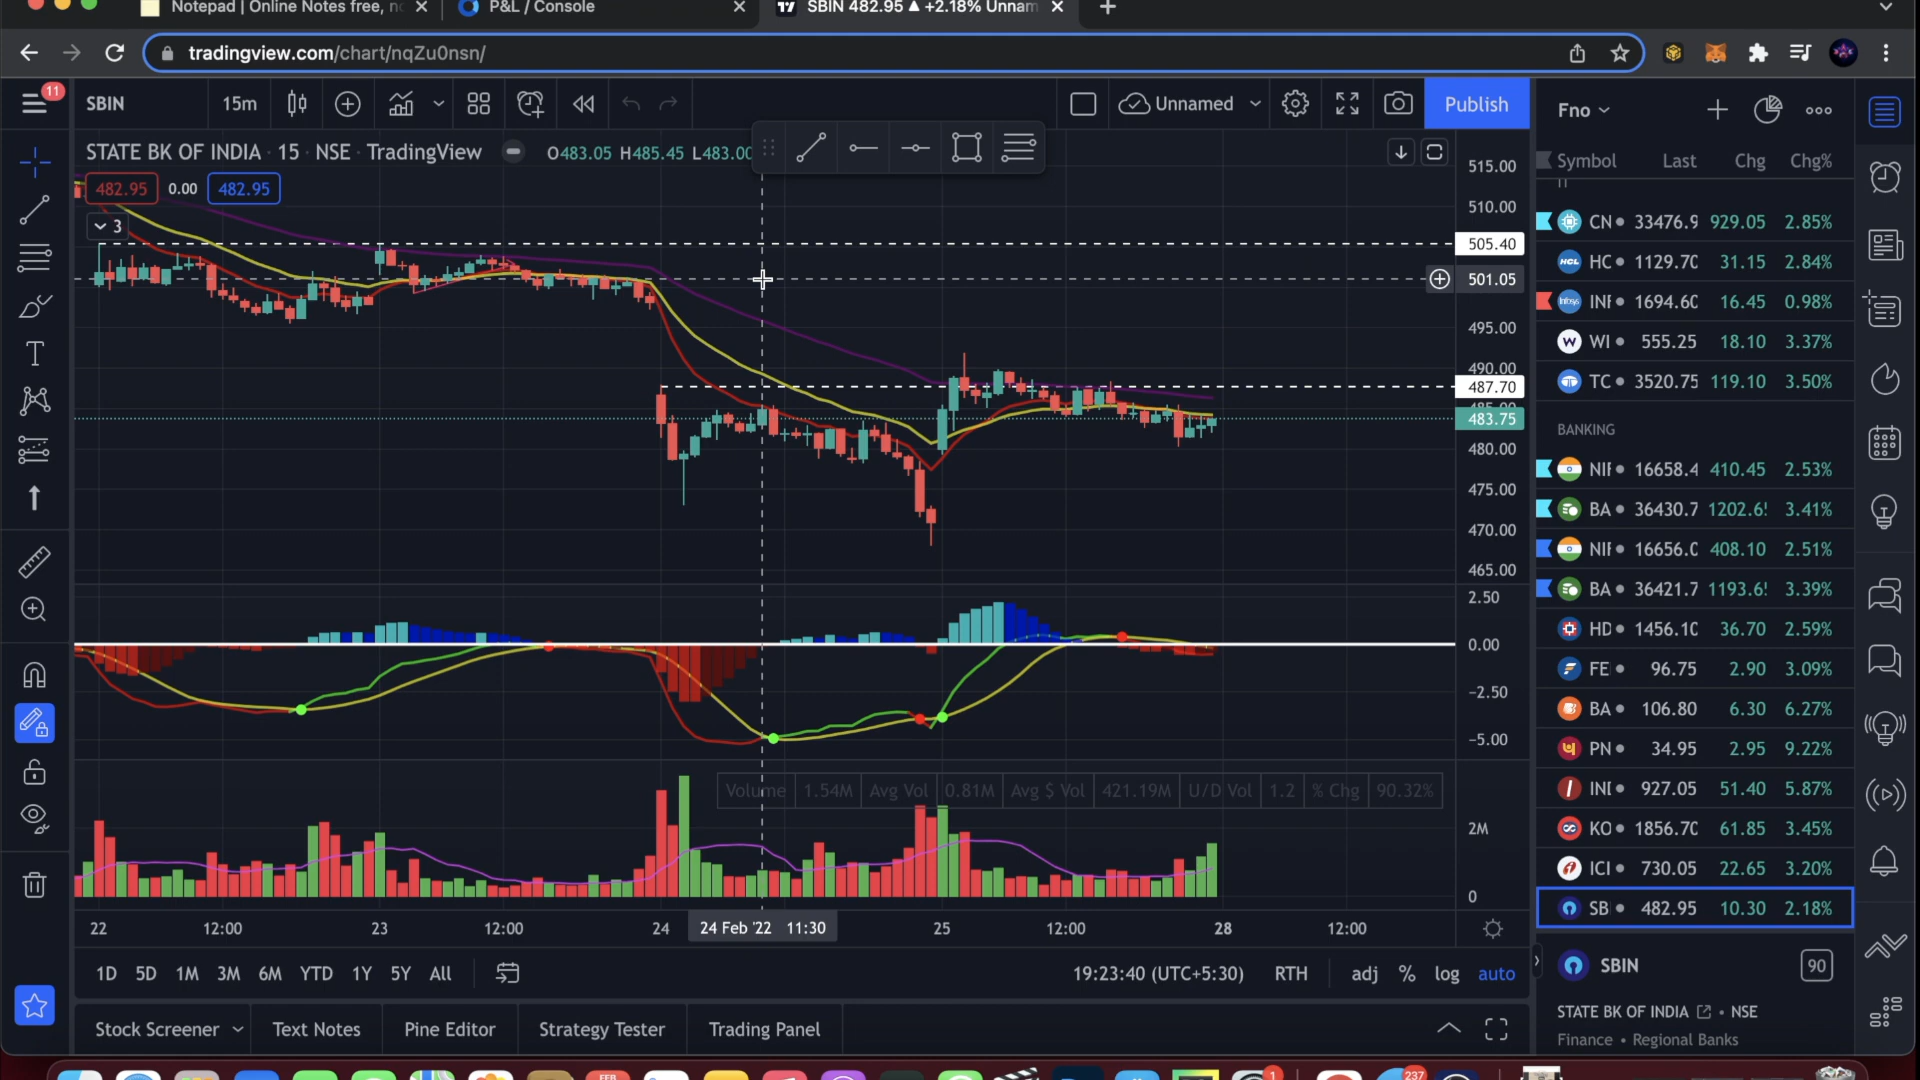 Notepad | Online Notes free, no
P&L / Console
SBIN 482.95 ▲ +2.18% Unnam
tradingview.com/chart/nqZu0nsn/
11
SBIN
15m
Unnamed
Publish
STATE BK OF INDIA · 15 · NSE · TradingView
O483.05 H485.45 L483.00
482.95 0.00 482.95
3
515.00
510.00
505.40
501.05
495.00
490.00
487.70
483.75
480.00
475.00
470.00
465.00
2.50
0.00
−2.50
−5.00
Volume 1.54M Avg Vol 0.81M Avg $ Vol 421.19M U/D Vol 1.2 % Chg 90.32%
2M
0
22 12:00 23 12:00 24 24 Feb '22 11:30 25 12:00 28 12:00
1D 5D 1M 3M 6M YTD 1Y 5Y All
19:23:40 (UTC+5:30) RTH adj % log auto
Stock Screener Text Notes Pine Editor Strategy Tester Trading Panel
Fno
Symbol Last Chg Chg%
CN 33476.9 929.05 2.85%
HC 1129.70 31.15 2.84%
INF 1694.60 16.45 0.98%
WI 555.25 18.10 3.37%
TC 3520.75 119.10 3.50%
BANKING
NIF 16658.4 410.45 2.53%
BA 36430.7 1202.65 3.41%
NIF 16656.0 408.10 2.51%
BA 36421.7 1193.65 3.39%
HD 1456.10 36.70 2.59%
FE 96.75 2.90 3.09%
BA 106.80 6.30 6.27%
PN 34.95 2.95 9.22%
IND 927.05 51.40 5.87%
KO 1856.70 61.85 3.45%
ICI 730.05 22.65 3.20%
SB 482.95 10.30 2.18%
SBIN
90
STATE BK OF INDIA • NSE
Finance • Regional Banks
FEB
1
237